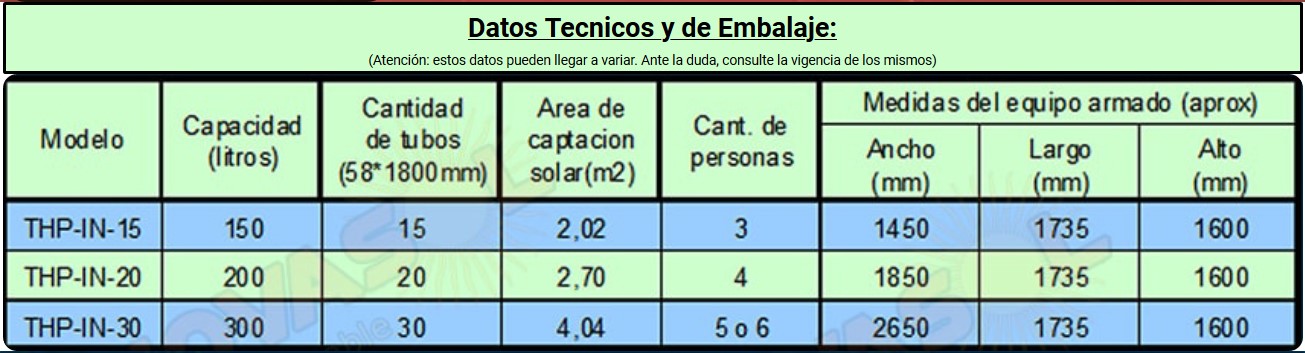 Datos Tecnicos y de Embalaje:
(Atención: estos datos pueden llegar a variar. Ante la duda, consulte la vigencia de los mismos)
Modelo
Capacidad
(litros)
Cantidad
de tubos
(58*1800mm)
Area de
captacion
solar(m2)
Cant. de
personas
Medidas del equipo armado (aprox)
Ancho
(mm)
Largo
(mm)
Alto
(mm)
THP-IN-15 150 15 2,02 3 1450 1735 1600
THP-IN-20 200 20 2,70 4 1850 1735 1600
THP-IN-30 300 30 4,04 5 o 6 2650 1735 1600